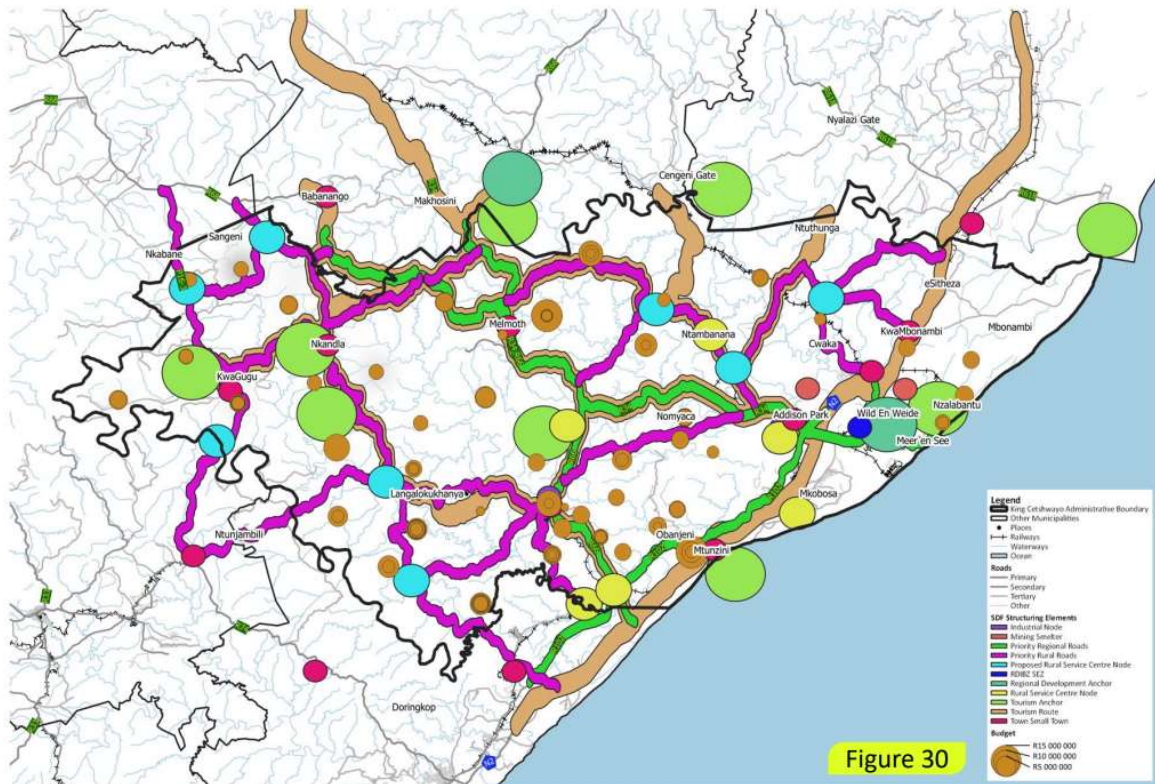 Nyalazi Gate
Cengeni Gate
Babanango
Makhosini
Ntuthunga
Sangeni
Nkabane
eSitheza
Mbonambi
Melmoth
Ntambanana
KwaMbonambi
Nkandla
Cwaka
KwaGugu
Nzalabantu
Nomyaca
Addison Park
Wild En Weide
Meer en See
Langalokukhanya
Mkobosa
Ntunjambili
Obanjeni
Mtunzini
Doringkop
N2
N2
Legend
King Cetshwayo Administrative Boundary
Other Municipalities
Places
Railways
Waterways
Ocean
Roads
Primary
Secondary
Tertiary
Other
SDF Structuring Elements
Industrial Node
Mining Smelter
Priority Regional Roads
Priority Rural Roads
Proposed Rural Service Centre Node
RDIBZ SEZ
Regional Development Anchor
Rural Service Centre Node
Tourism Anchor
Tourism Route
Town Small Town
Budget
R15 000 000
R10 000 000
R5 000 000
Figure 30